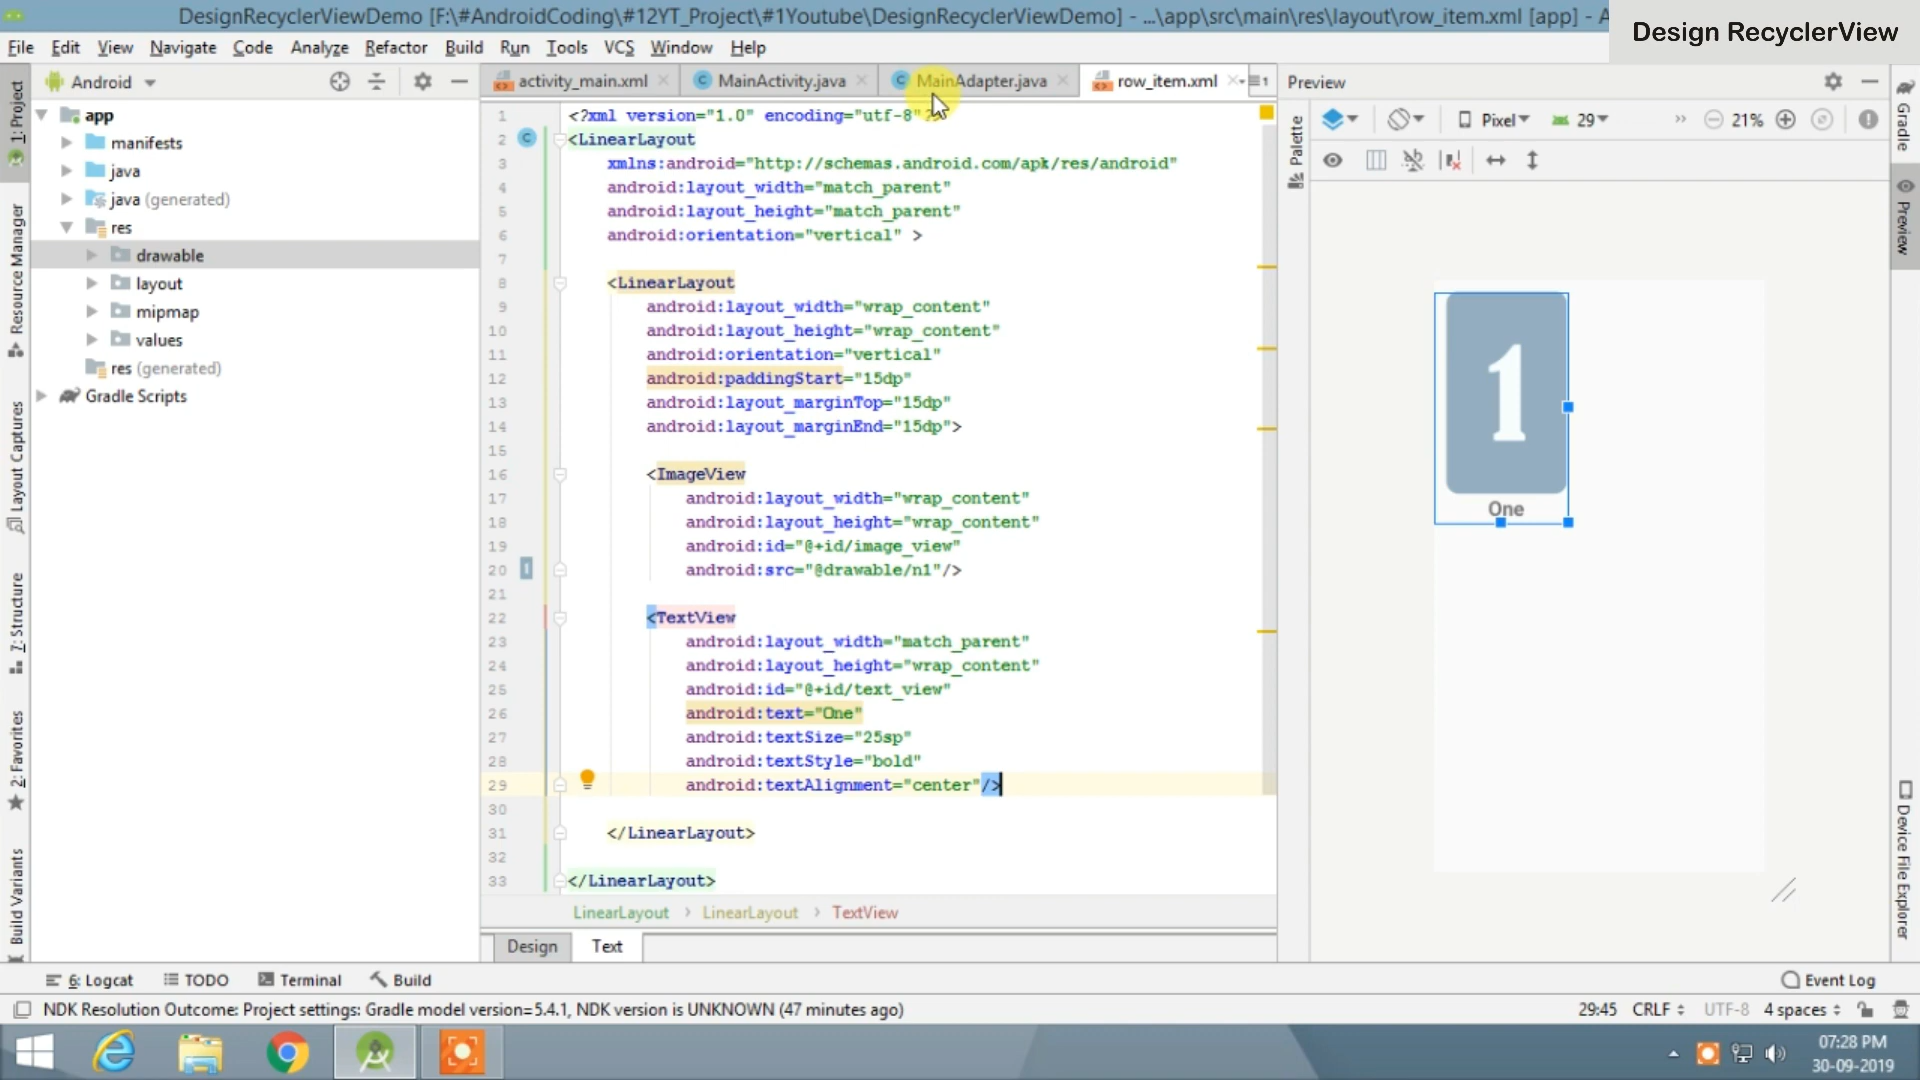 DesignRecyclerViewDemo [F:\#AndroidCoding\#12YT_Project\#1Youtube\DesignRecyclerViewDemo] - ...\app\src\main\res\layout\row_item.xml [app] - A
Design RecyclerView
File Edit View Navigate Code Analyze Refactor Build Run Tools VCS Window Help
Android
activity_main.xml
MainActivity.java
MainAdapter.java
row_item.xml
1
Preview
app
manifests
java
java (generated)
res
drawable
layout
mipmap
values
res (generated)
Gradle Scripts
1: Project
Resource Manager
Layout Captures
7: Structure
2: Favorites
Build Variants
1 <?xml version="1.0" encoding="utf-8"?>
2 <LinearLayout
3 xmlns:android="http://schemas.android.com/apk/res/android"
4 android:layout_width="match_parent"
5 android:layout_height="match_parent"
6 android:orientation="vertical" >
7
8 <LinearLayout
9 android:layout_width="wrap_content"
10 android:layout_height="wrap_content"
11 android:orientation="vertical"
12 android:paddingStart="15dp"
13 android:layout_marginTop="15dp"
14 android:layout_marginEnd="15dp">
15
16 <ImageView
17 android:layout_width="wrap_content"
18 android:layout_height="wrap_content"
19 android:id="@+id/image_view"
20 android:src="@drawable/n1"/>
21
22 <TextView
23 android:layout_width="match_parent"
24 android:layout_height="wrap_content"
25 android:id="@+id/text_view"
26 android:text="One"
27 android:textSize="25sp"
28 android:textStyle="bold"
29 android:textAlignment="center"/>
30
31 </LinearLayout>
32
33 </LinearLayout>
LinearLayout › LinearLayout › TextView
Design Text
Palette
Pixel 29 21%
1
One
Gradle
Preview
Device File Explorer
6: Logcat TODO Terminal Build Event Log
NDK Resolution Outcome: Project settings: Gradle model version=5.4.1, NDK version is UNKNOWN (47 minutes ago)
29:45 CRLF UTF-8 4 spaces
07:28 PM
30-09-2019